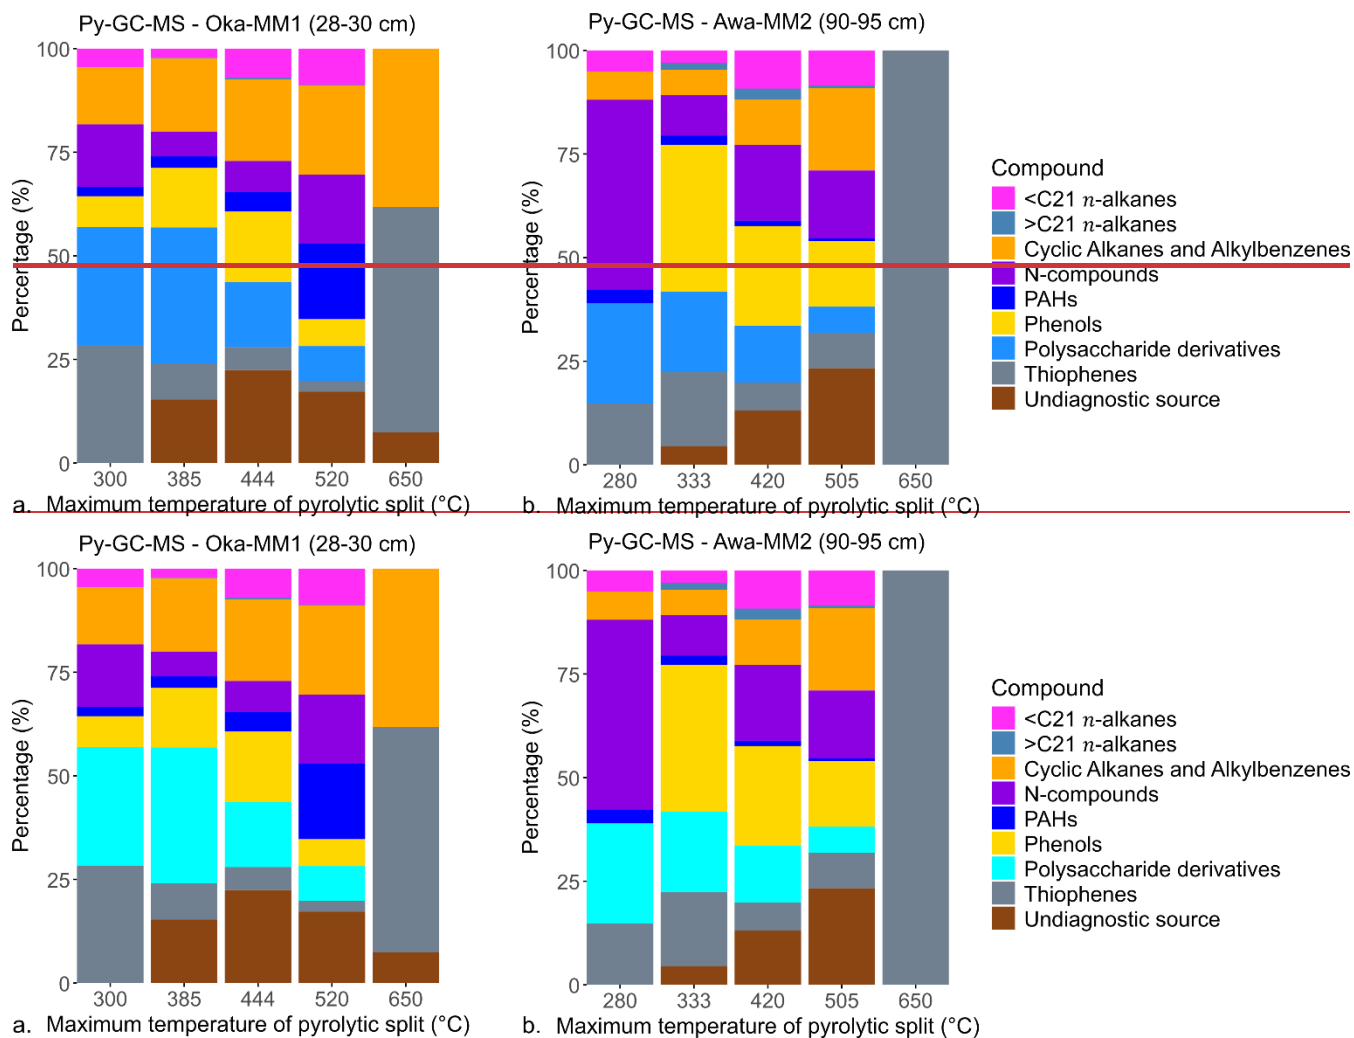 Py-GC-MS - Oka-MM1 (28-30 cm)
Percentage (%)
100
75
50
25
0
300 385 444 520 650
a. Maximum temperature of pyrolytic split (°C)
Py-GC-MS - Awa-MM2 (90-95 cm)
Percentage (%)
100
75
50
25
0
280 333 420 505 650
b. Maximum temperature of pyrolytic split (°C)
Compound
<C21 n-alkanes
>C21 n-alkanes
Cyclic Alkanes and Alkylbenzenes
N-compounds
PAHs
Phenols
Polysaccharide derivatives
Thiophenes
Undiagnostic source
Py-GC-MS - Oka-MM1 (28-30 cm)
Percentage (%)
100
75
50
25
0
300 385 444 520 650
a. Maximum temperature of pyrolytic split (°C)
Py-GC-MS - Awa-MM2 (90-95 cm)
Percentage (%)
100
75
50
25
0
280 333 420 505 650
b. Maximum temperature of pyrolytic split (°C)
Compound
<C21 n-alkanes
>C21 n-alkanes
Cyclic Alkanes and Alkylbenzenes
N-compounds
PAHs
Phenols
Polysaccharide derivatives
Thiophenes
Undiagnostic source